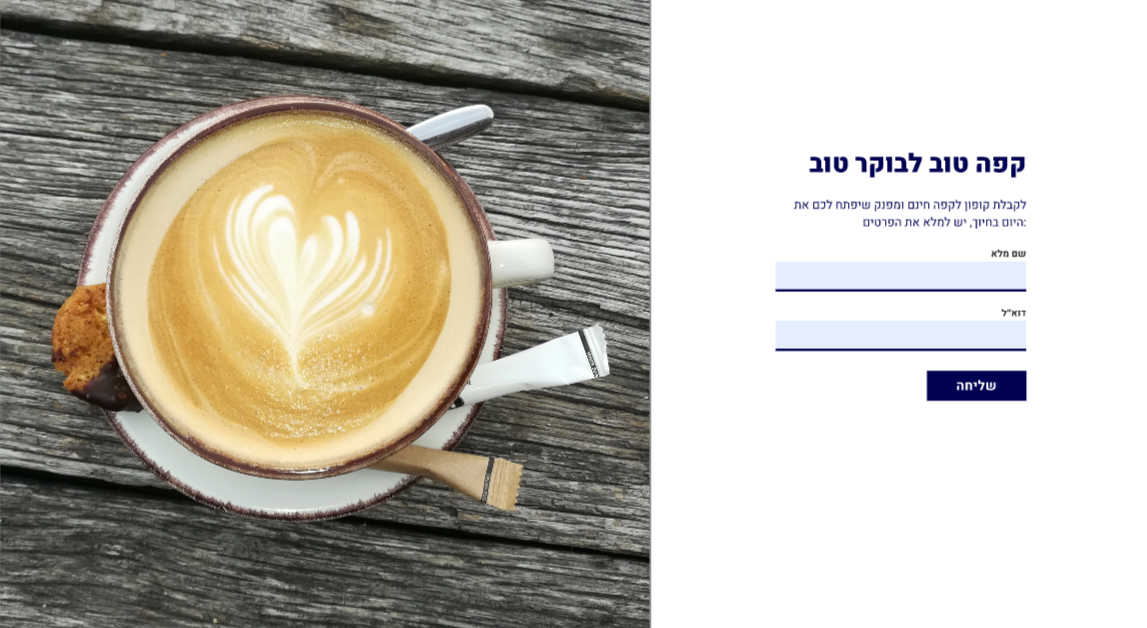 קפה טוב לבוקר טוב
לקבלת קופון לקפה חינם ומפנק שיפתח לכם את
היום בחיוך, יש למלא את הפרטים:
שם מלא
דוא"ל
שליחה